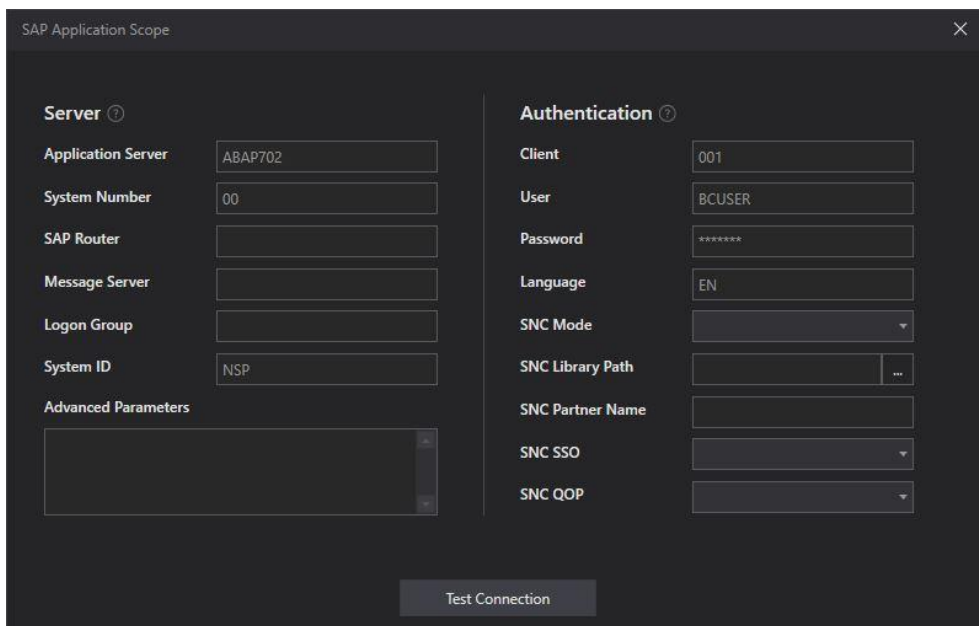 SAP Application Scope
Server
?
Application Server
ABAP702
System Number
00
SAP Router
Message Server
Logon Group
System ID
NSP
Advanced Parameters
Authentication
?
Client
001
User
BCUSER
Password
*******
Language
EN
SNC Mode
SNC Library Path
...
SNC Partner Name
SNC SSO
SNC QOP
Test Connection